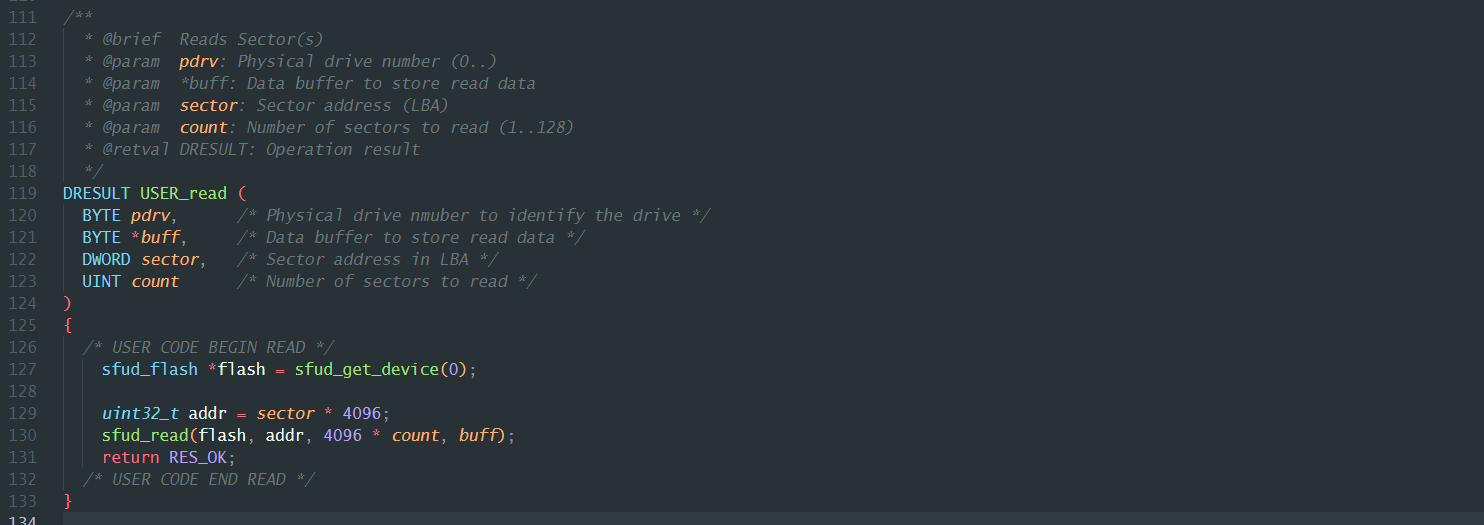 111 /**
112 * @brief  Reads Sector(s)
113 * @param  pdrv: Physical drive number (0..)
114 * @param  *buff: Data buffer to store read data
115 * @param  sector: Sector address (LBA)
116 * @param  count: Number of sectors to read (1..128)
117 * @retval DRESULT: Operation result
118 */
119 DRESULT USER_read (
120 BYTE pdrv,      /* Physical drive nmuber to identify the drive */
121 BYTE *buff,     /* Data buffer to store read data */
122 DWORD sector,   /* Sector address in LBA */
123 UINT count      /* Number of sectors to read */
124 )
125 {
126 /* USER CODE BEGIN READ */
127 sfud_flash *flash = sfud_get_device(0);
128
129 uint32_t addr = sector * 4096;
130 sfud_read(flash, addr, 4096 * count, buff);
131 return RES_OK;
132 /* USER CODE END READ */
133 }
134